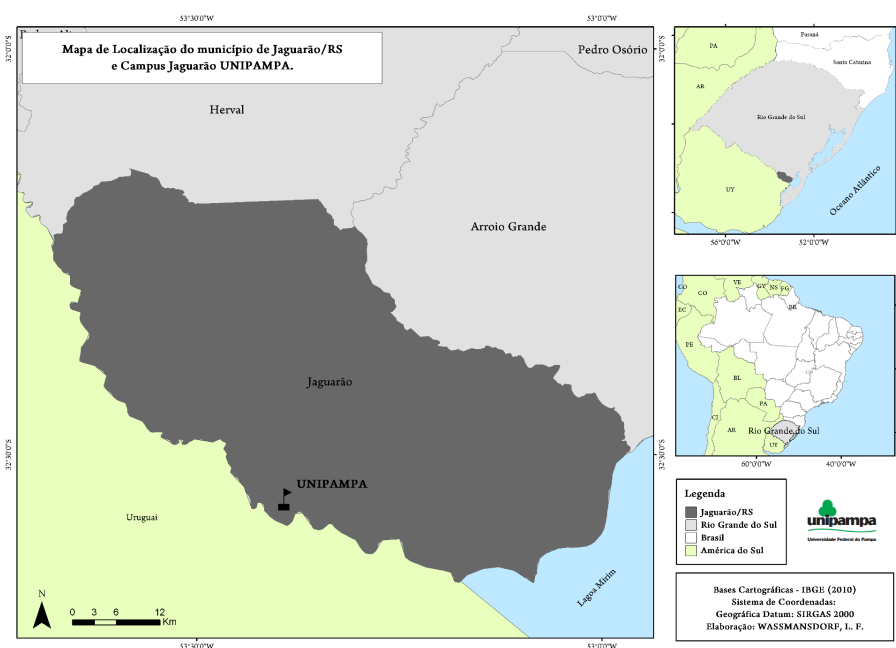 53°30'0"W
53°0'0"W
Mapa de Localização do município de Jaguarão/RS
e Campus Jaguarão UNIPAMPA.
32°0'0"S
32°0'0"S
Pedro Osório
Herval
Arroio Grande
Jaguarão
UNIPAMPA
32°30'0"S
32°30'0"S
Uruguai
Lagoa Mirim
N
0 3 6 12
Km
53°30'0"W
53°0'0"W
PA
Paraná
Santa Catarina
AR
Rio Grande do Sul
UY
Oceano Atlântico
56°0'0"W
52°0'0"W
CO
CO
VE
GY
NS
FG
BR
EC
PE
BL
PA
CI
AR
Rio Grande do Sul
UY
60°0'0"W
40°0'0"W
Legenda
Jaguarão/RS
Rio Grande do Sul
Brasil
América do Sul
unipampa
Universidade Federal do Pampa
Bases Cartográficas - IBGE (2010)
Sistema de Coordenadas:
Geográfica Datum: SIRGAS 2000
Elaboração: WASSMANSDORF, L. F.